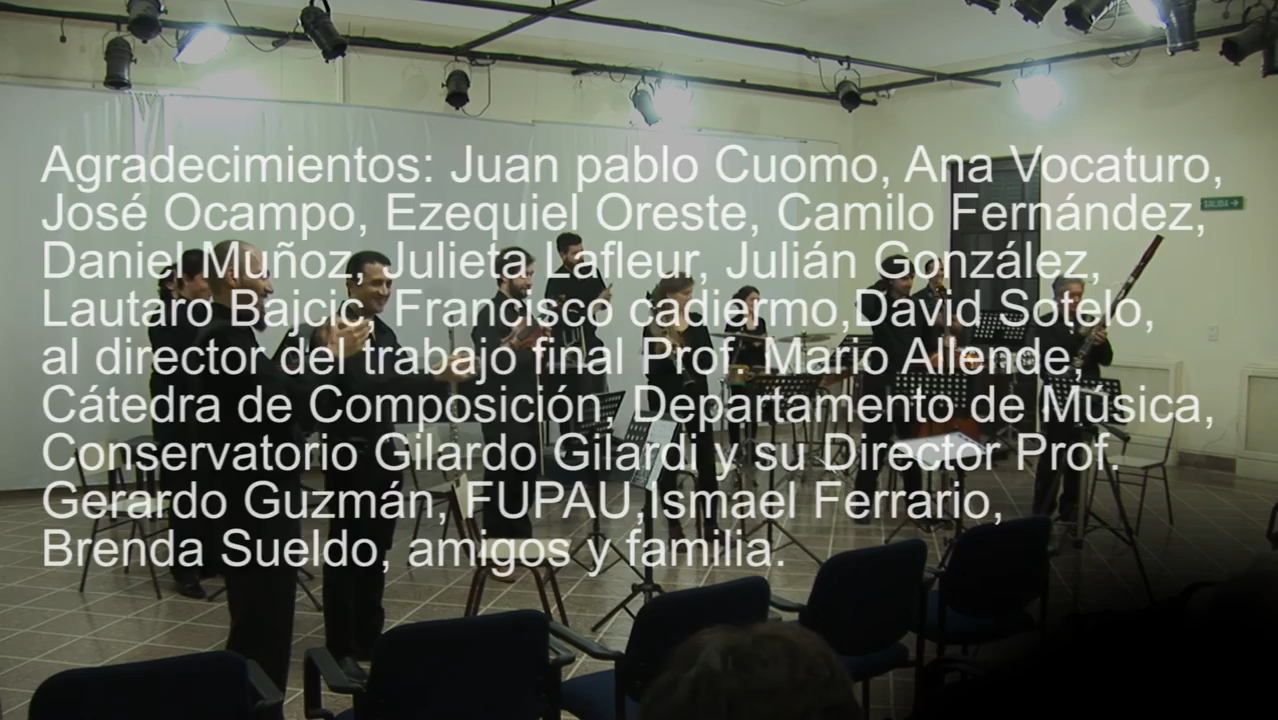 Agradecimientos: Juan pablo Cuomo, Ana Vocaturo,
José Ocampo, Ezequiel Oreste, Camilo Fernández,
Daniel Muñoz, Julieta Lafleur, Julián González,
Lautaro Bajcic, Francisco cadiermo,David Sotelo,
al director del trabajo final Prof. Mario Allende,
Cátedra de Composición, Departamento de Música,
Conservatorio Gilardo Gilardi y su Director Prof.
Gerardo Guzmán, FUPAU,Ismael Ferrario,
Brenda Sueldo, amigos y familia.
SALIDA →